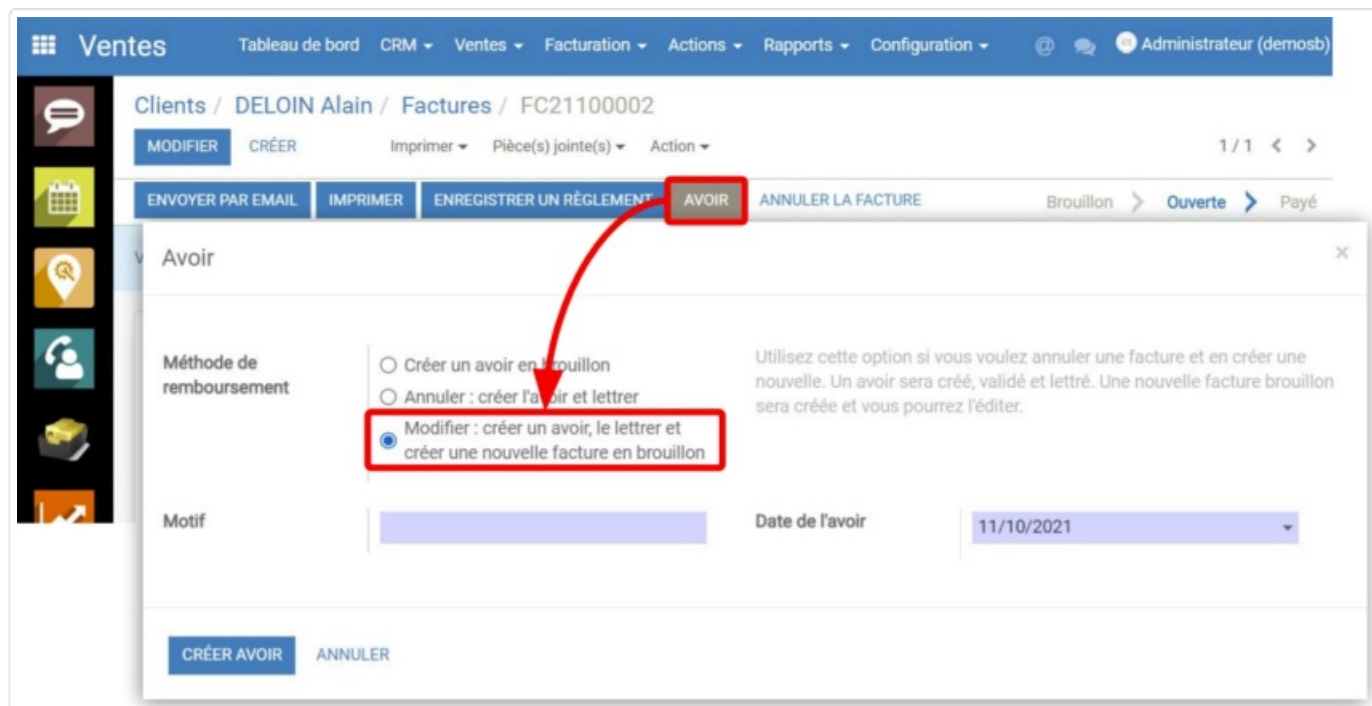 Ventes Tableau de bord CRM Ventes Facturation Actions Rapports Configuration @ Administrateur (demosb)
Clients / DELOIN Alain / Factures / FC21100002
MODIFIER CRÉER Imprimer Pièce(s) jointe(s) Action 1 / 1
ENVOYER PAR EMAIL IMPRIMER ENREGISTRER UN RÈGLEMENT AVOIR ANNULER LA FACTURE Brouillon Ouverte Payé
Avoir ×
Méthode de
remboursement
Créer un avoir en brouillon
Annuler : créer l'avoir et lettrer
Modifier : créer un avoir, le lettrer et
créer une nouvelle facture en brouillon
Utilisez cette option si vous voulez annuler une facture et en créer une
nouvelle. Un avoir sera créé, validé et lettré. Une nouvelle facture brouillon
sera créée et vous pourrez l'éditer.
Motif
Date de l'avoir 11/10/2021
CRÉER AVOIR ANNULER